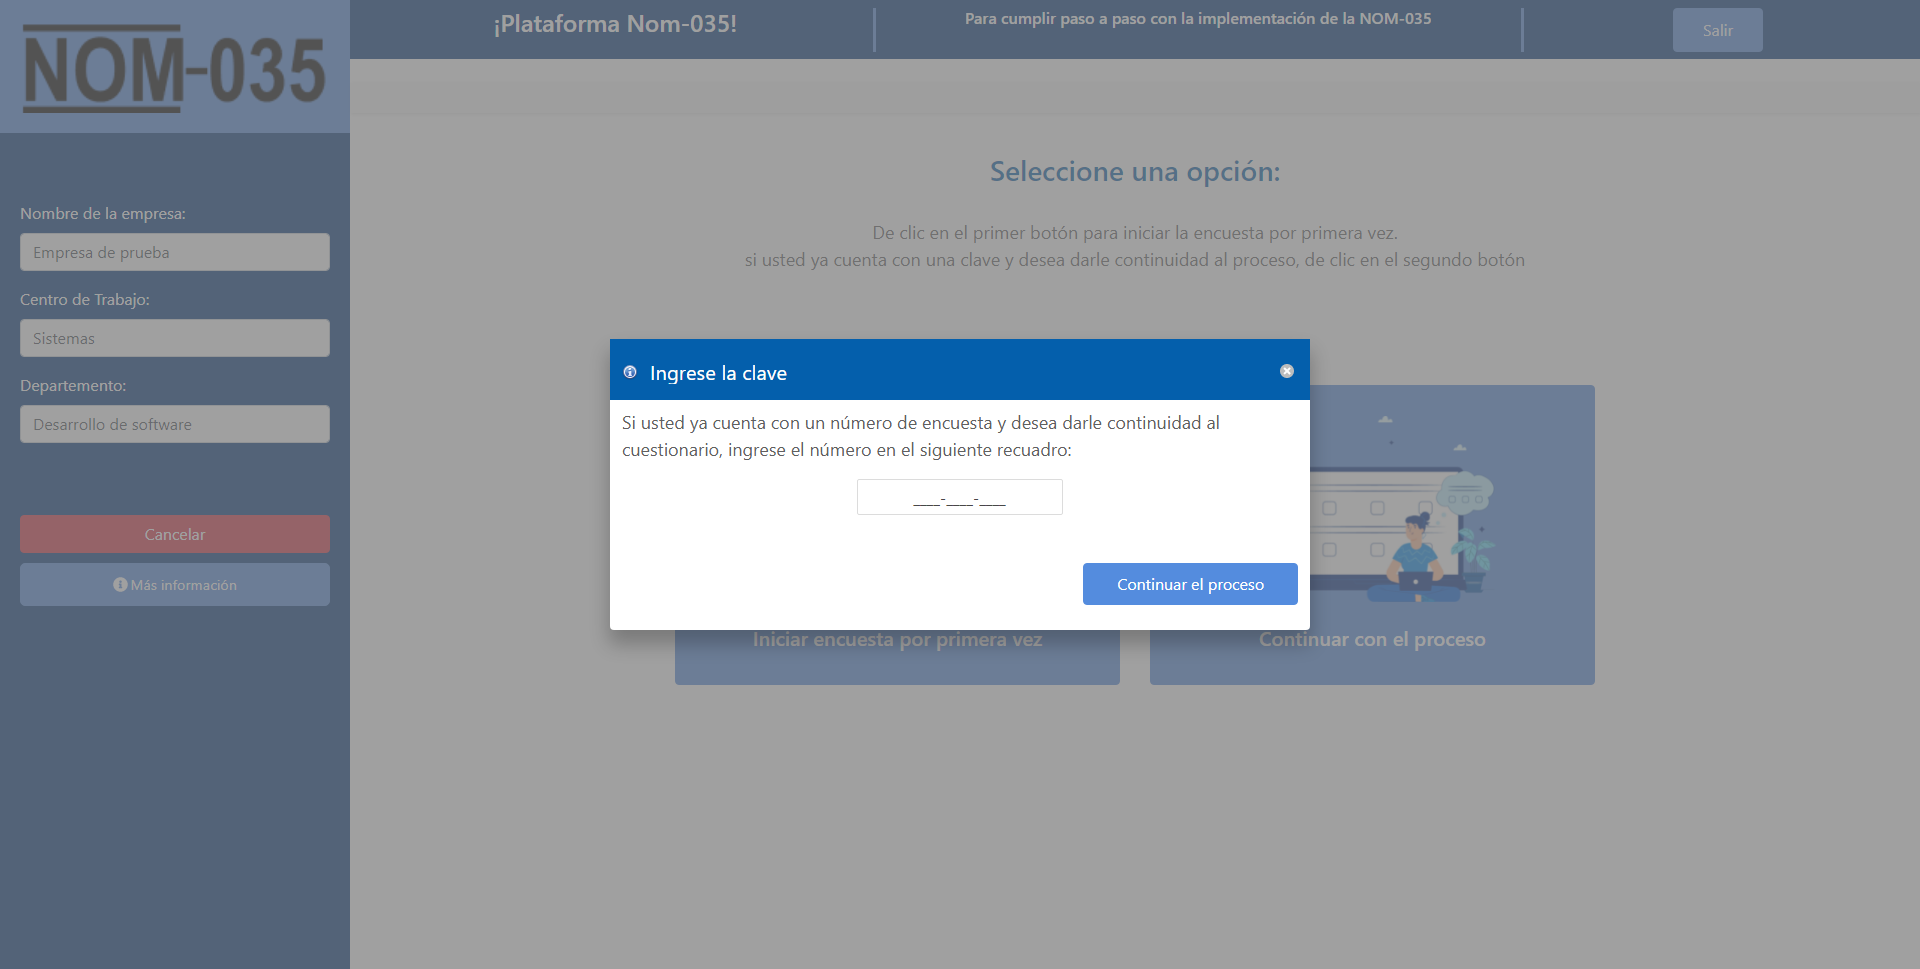 NOM-035
¡Plataforma Nom-035!
Para cumplir paso a paso con la implementación de la NOM-035
Salir
Nombre de la empresa:
Empresa de prueba
Centro de Trabajo:
Sistemas
Departemento:
Desarrollo de software
Cancelar
Más información
Seleccione una opción:
De clic en el primer botón para iniciar la encuesta por primera vez.
si usted ya cuenta con una clave y desea darle continuidad al proceso, de clic en el segundo botón
Ingrese la clave
Si usted ya cuenta con un número de encuesta y desea darle continuidad al
cuestionario, ingrese el número en el siguiente recuadro:
____-____-____
Continuar el proceso
Iniciar encuesta por primera vez
Continuar con el proceso